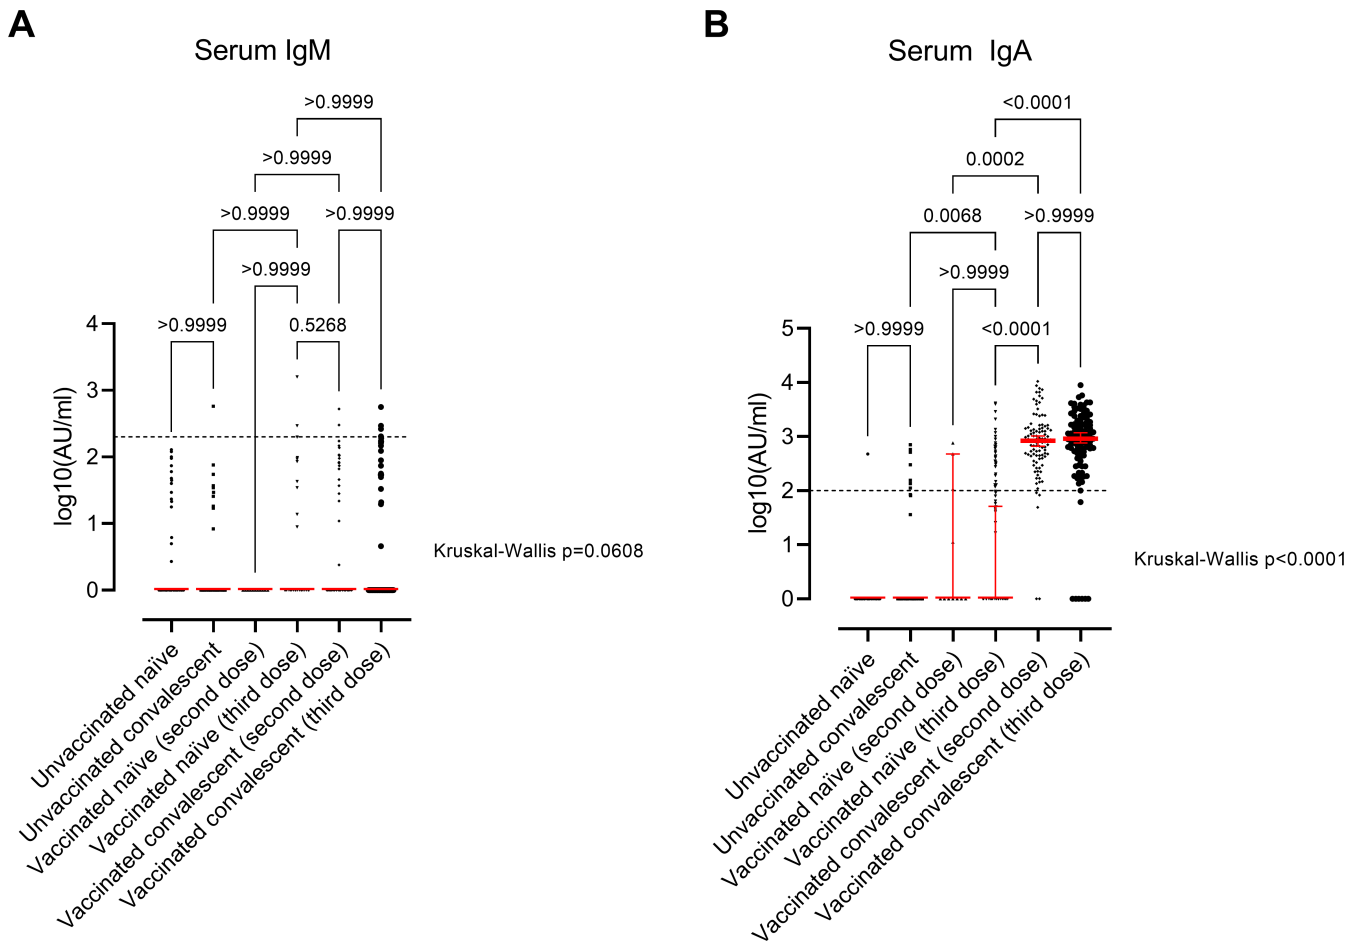 A
Serum IgM
>0.9999
>0.9999
>0.9999
>0.9999
>0.9999
>0.9999
0.5268
4
3
2
1
0
log10(AU/ml)
Kruskal-Wallis p=0.0608
Unvaccinated naïve
Unvaccinated convalescent
Vaccinated naïve (second dose)
Vaccinated naïve (third dose)
Vaccinated convalescent (second dose)
Vaccinated convalescent (third dose)
B
Serum IgA
<0.0001
0.0002
0.0068
>0.9999
>0.9999
>0.9999
<0.0001
5
4
3
2
1
0
log10(AU/ml)
Kruskal-Wallis p<0.0001
Unvaccinated naïve
Unvaccinated convalescent
Vaccinated naïve (second dose)
Vaccinated naïve (third dose)
Vaccinated convalescent (second dose)
Vaccinated convalescent (third dose)